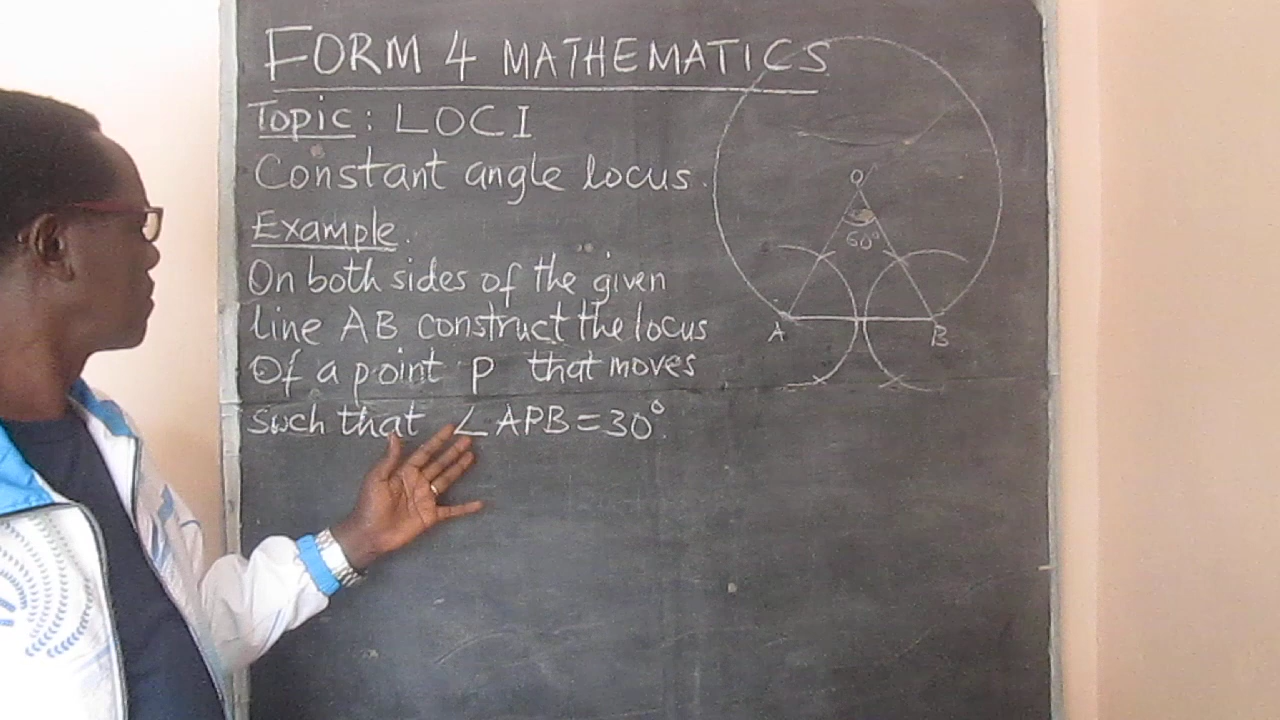 FORM 4 MATHEMATICS
Topic: LOCI
Constant angle locus.
Example.
On both sides of the given
line AB construct the locus
Of a point P that moves
such that ∠APB=30°
O
60°
A
B